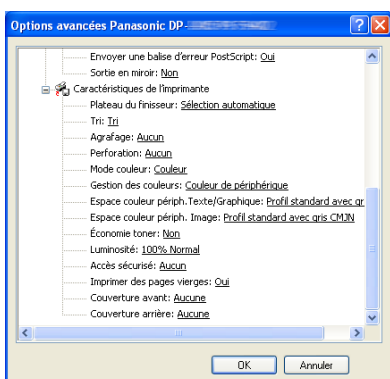 Options avancées Panasonic DP-
Envoyer une balise d'erreur PostScript: Oui
Sortie en miroir: Non
Caractéristiques de l'imprimante
Plateau du finisseur: Sélection automatique
Tri: Tri
Agrafage: Aucun
Perforation: Aucun
Mode couleur: Couleur
Gestion des couleurs: Couleur de périphérique
Espace couleur périph.Texte/Graphique: Profil standard avec gr
Espace couleur périph. Image: Profil standard avec gris CMJN
Économie toner: Non
Luminosité: 100% Normal
Accès sécurisé: Aucun
Imprimer des pages vierges: Oui
Couverture avant: Aucune
Couverture arrière: Aucune
OK Annuler